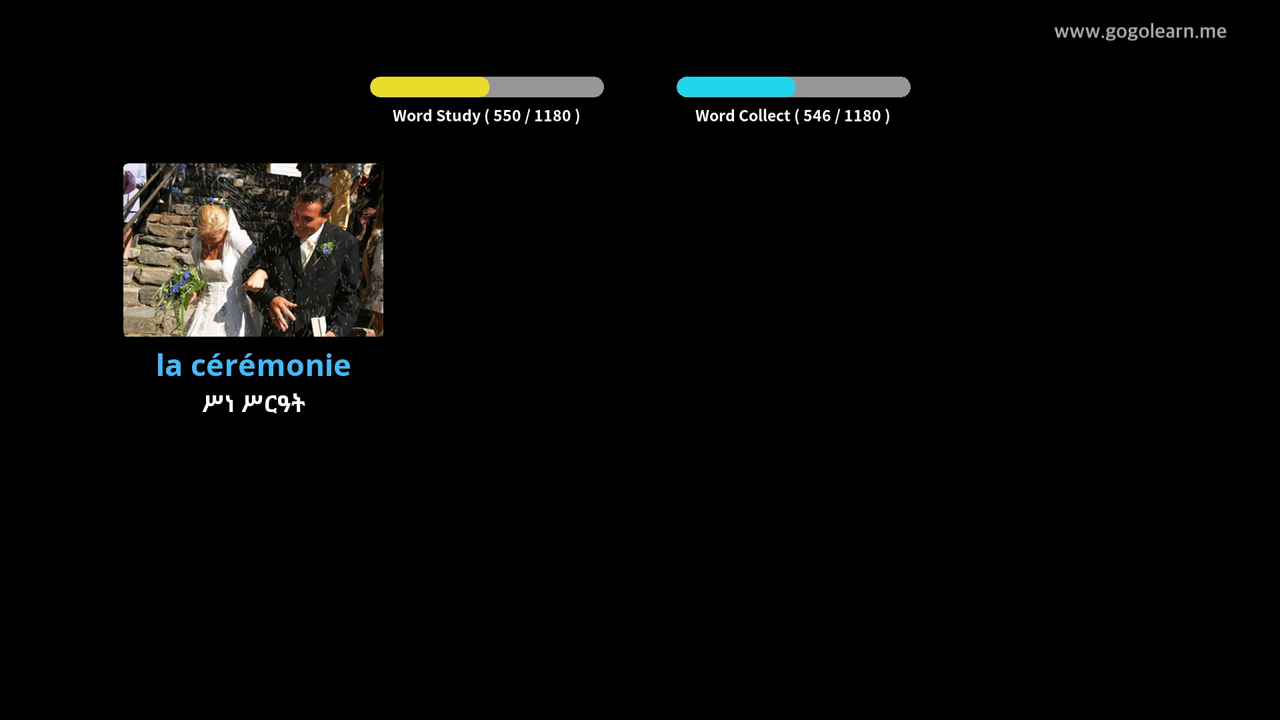 www.gogolearn.me
Word Study ( 550 / 1180 )
Word Collect ( 546 / 1180 )
la cérémonie
ሥነ ሥርዓት